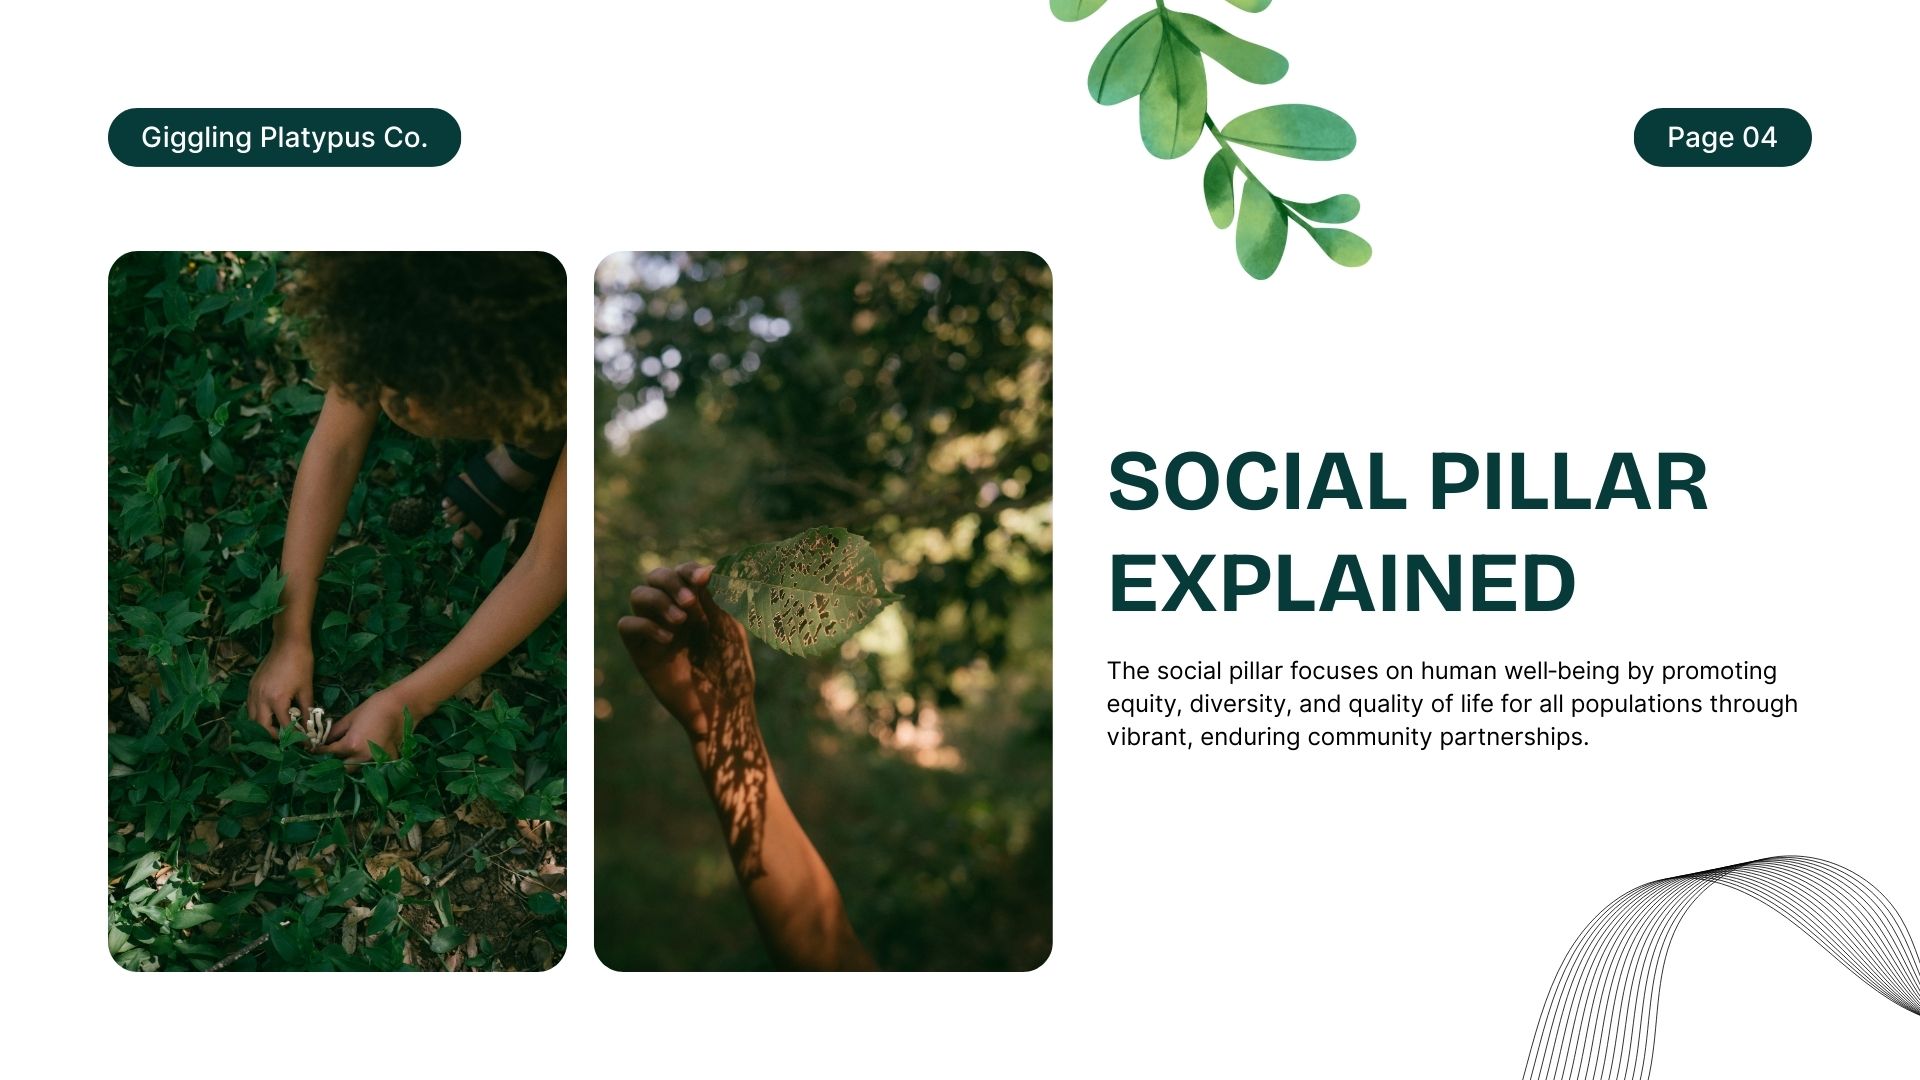 Giggling Platypus Co.
Page 04
SOCIAL PILLAR
EXPLAINED
The social pillar focuses on human well-being by promoting
equity, diversity, and quality of life for all populations through
vibrant, enduring community partnerships.